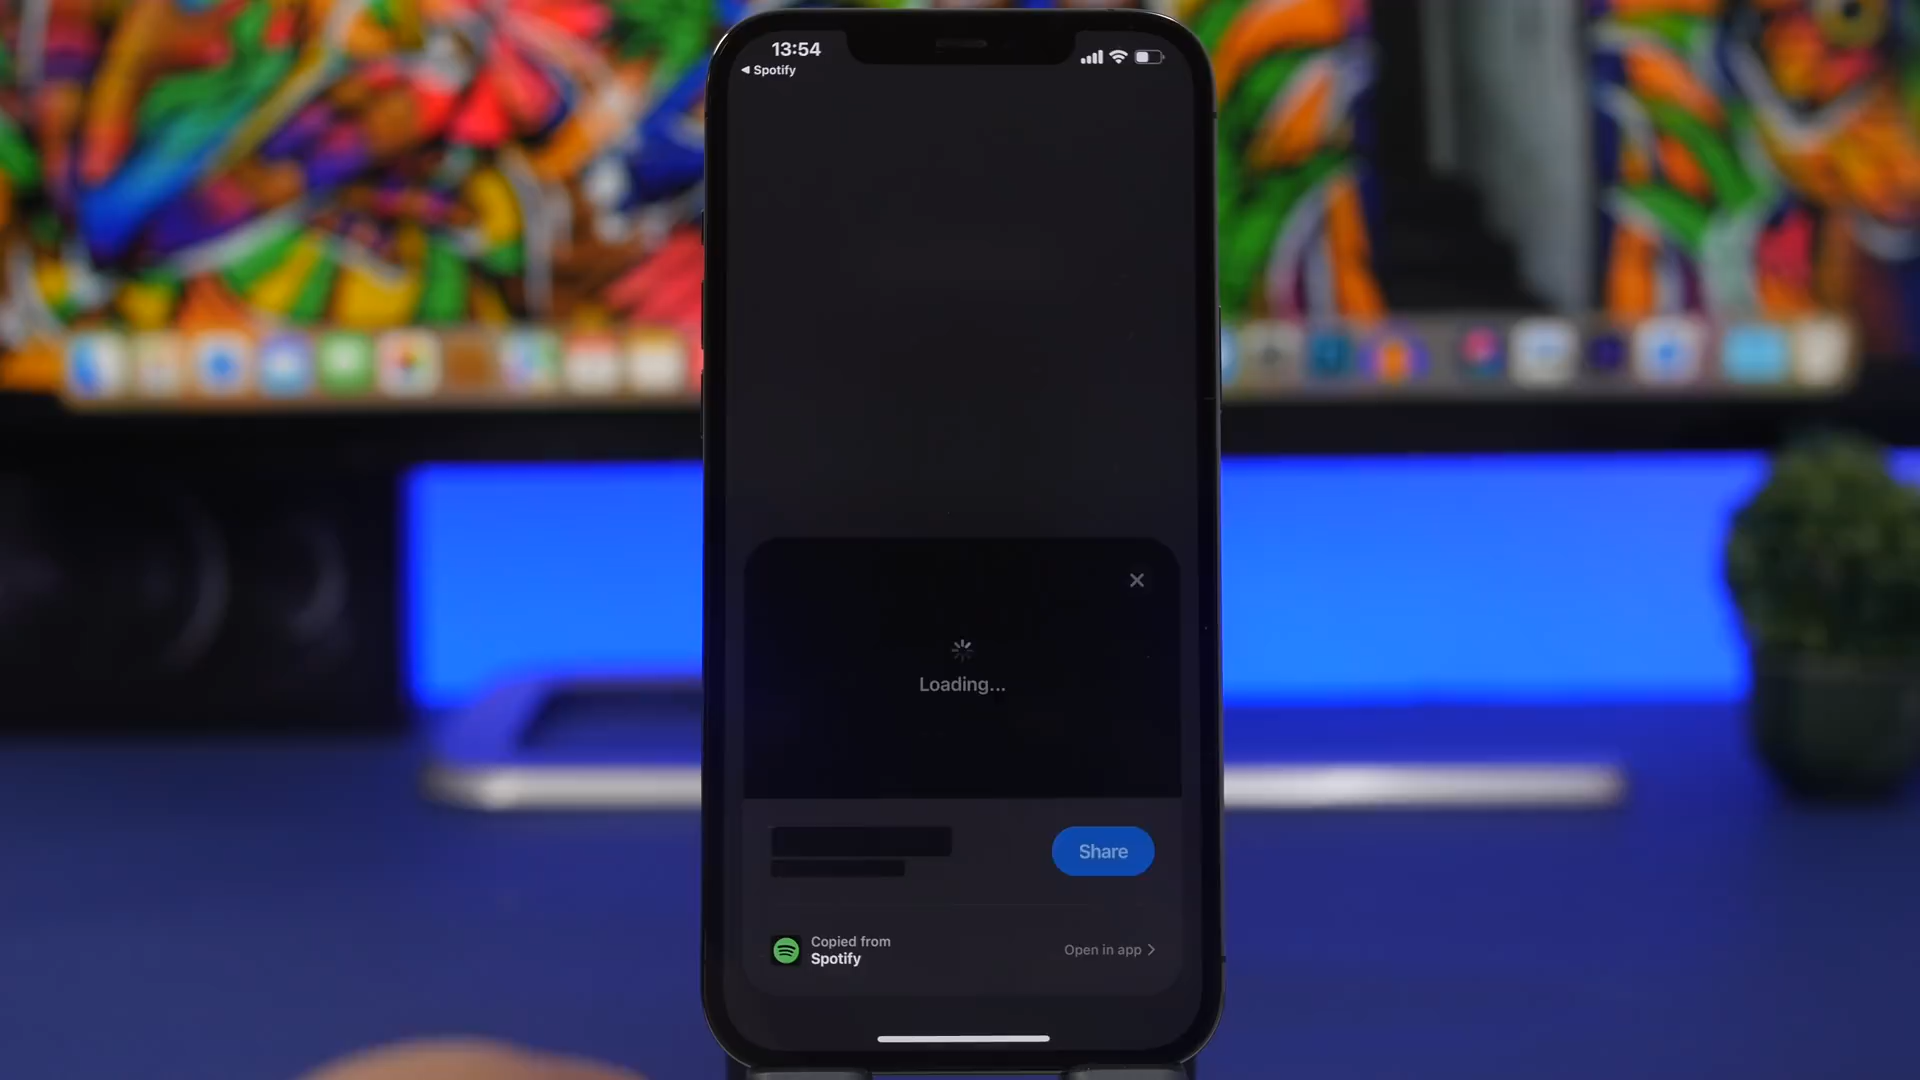 13:54
◀ Spotify
Loading...
Share
Copied from
Spotify
Open in app >